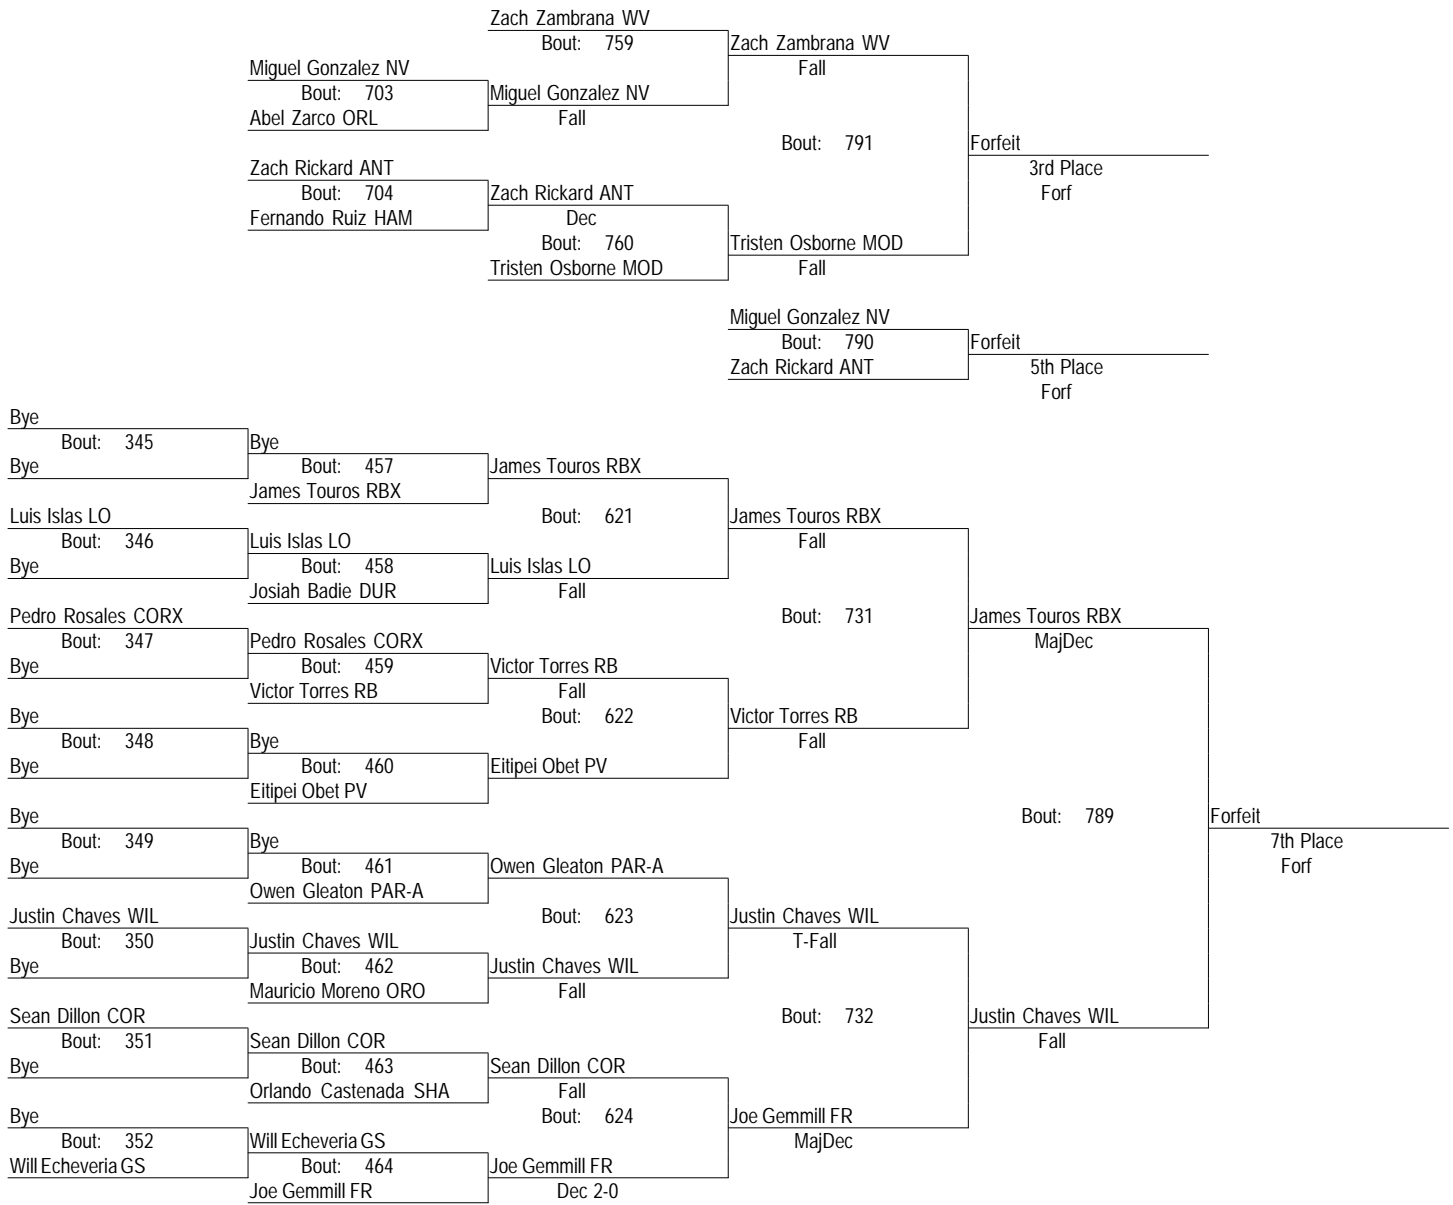 Zach Zambrana WV
Bout: 759
Zach Zambrana WV
Fall
Miguel Gonzalez NV
Bout: 703
Miguel Gonzalez NV
Abel Zarco ORL
Fall
Bout: 791
Forfeit
3rd Place
Forf
Zach Rickard ANT
Bout: 704
Zach Rickard ANT
Fernando Ruiz HAM
Dec
Bout: 760
Tristen Osborne MOD
Tristen Osborne MOD
Fall
Miguel Gonzalez NV
Bout: 790
Forfeit
Zach Rickard ANT
5th Place
Forf
Bye
Bout: 345
Bye
Bye
Bout: 457
James Touros RBX
James Touros RBX
Luis Islas LO
Bout: 621
James Touros RBX
Bout: 346
Luis Islas LO
Fall
Bye
Bout: 458
Luis Islas LO
Josiah Badie DUR
Fall
Pedro Rosales CORX
Bout: 731
James Touros RBX
Bout: 347
Pedro Rosales CORX
MajDec
Bye
Bout: 459
Victor Torres RB
Victor Torres RB
Fall
Bye
Bout: 622
Victor Torres RB
Bout: 348
Bye
Fall
Bye
Bout: 460
Eitipei Obet PV
Eitipei Obet PV
Bye
Bout: 789
Forfeit
Bout: 349
Bye
7th Place
Bye
Bout: 461
Owen Gleaton PAR-A
Forf
Owen Gleaton PAR-A
Justin Chaves WIL
Bout: 623
Justin Chaves WIL
Bout: 350
Justin Chaves WIL
T-Fall
Bye
Bout: 462
Justin Chaves WIL
Mauricio Moreno ORO
Fall
Sean Dillon COR
Bout: 732
Justin Chaves WIL
Bout: 351
Sean Dillon COR
Fall
Bye
Bout: 463
Sean Dillon COR
Orlando Castenada SHA
Fall
Bye
Bout: 624
Joe Gemmill FR
Bout: 352
Will Echeveria GS
MajDec
Will Echeveria GS
Bout: 464
Joe Gemmill FR
Joe Gemmill FR
Dec 2-0